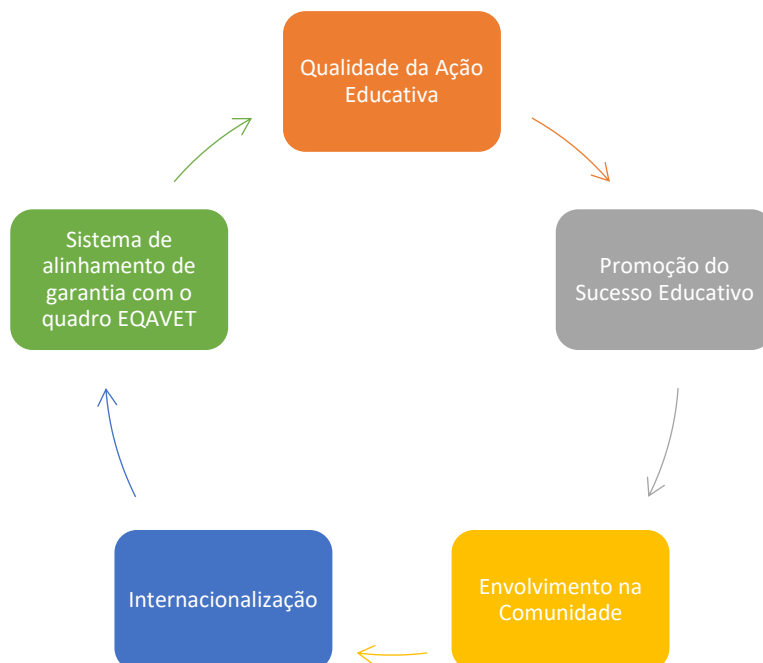 Qualidade da Ação
Educativa
Promoção do
Sucesso Educativo
Envolvimento na
Comunidade
Internacionalização
Sistema de
alinhamento de
garantia com o
quadro EQAVET